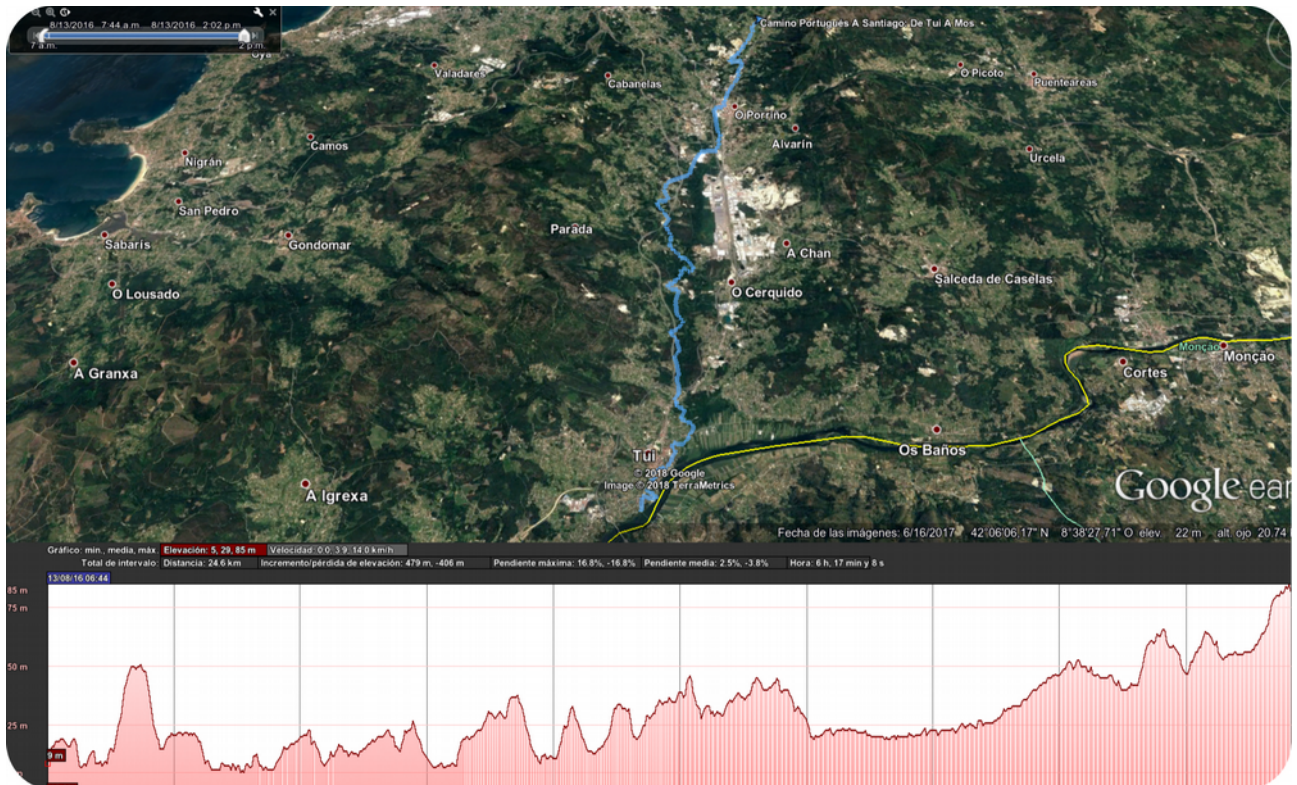 8/13/2016 7:44 a.m. 8/13/2016 2:02 p.m.
7 a.m. 2 p.m.
Camino Portugués A Santiago: De Tui A Mos
Oya
Valadares
Cabanelas
O Picoto
Puenteareas
O Porriño
Alvarín
Camos
Nigrán
Urcela
San Pedro
Parada
Sabarís
Gondomar
A Chan
Salceda de Caselas
O Lousado
O Cerquido
Monção
Monção
A Granxa
Cortes
Os Baños
Tui
© 2018 Google
Image © 2018 TerraMetrics
A Igrexa
Google ear
Fecha de las imágenes: 6/16/2017 42°06'06.17" N 8°38'27.71" O elev. 22 m alt. ojo 20.74
Gráfico: mín., media, máx. Elevación: 5, 29, 85 m Velocidad: 0.0, 3.9, 14.0 km/h
Total de intervalo: Distancia: 24.6 km Incremento/pérdida de elevación: 479 m, -406 m Pendiente máxima: 16.8%, -16.8% Pendiente media: 2.5%, -3.8% Hora: 6 h, 17 min y 8 s
13/08/16 06:44
85 m
75 m
50 m
25 m
9 m